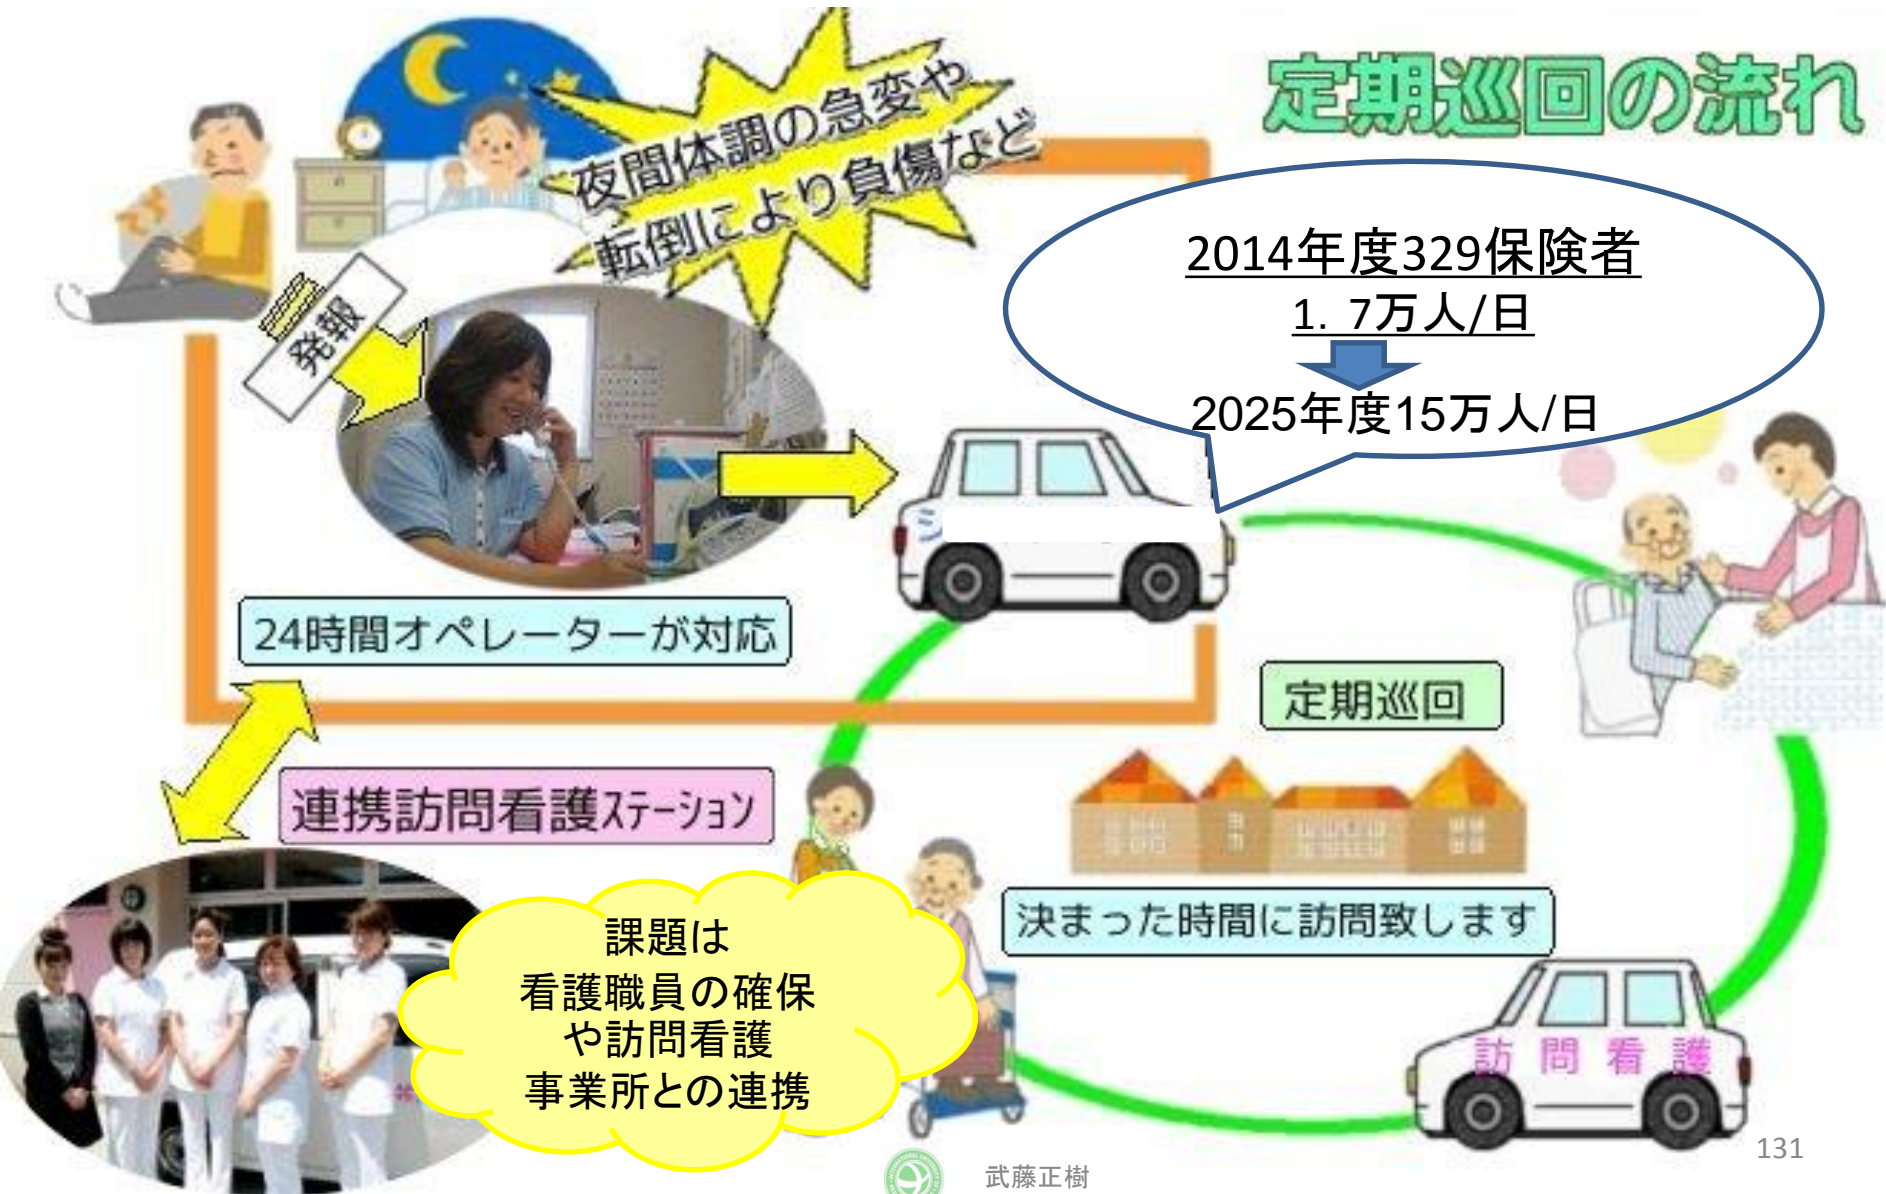 定期巡回の流れ
夜間体調の急変や
転倒により負傷など
2014年度329保険者
1．7万人/日
2025年度15万人/日
発報
24時間オペレーターが対応
定期巡回
連携訪問看護ステーション
決まった時間に訪問致します
課題は
看護職員の確保
や訪問看護
事業所との連携
訪問看護
131
武藤正樹